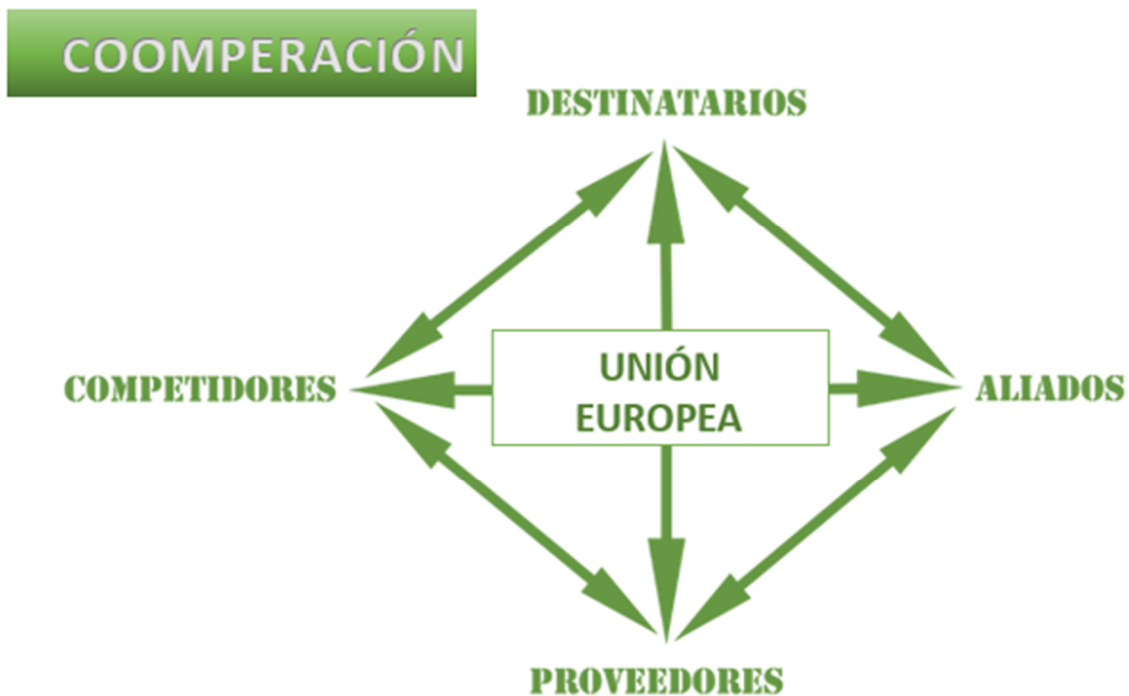 COOMPERACIÓN
DESTINATARIOS
COMPETIDORES
UNIÓN
EUROPEA
ALIADOS
PROVEEDORES